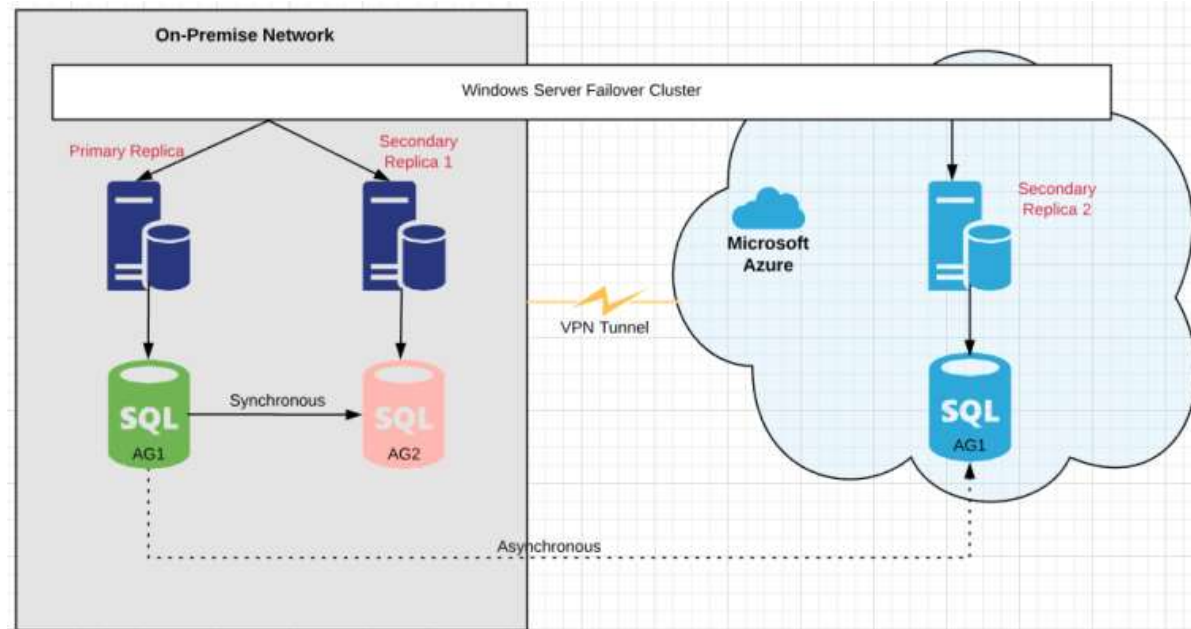 On-Premise Network
Windows Server Failover Cluster
Primary Replica
Secondary
Replica 1
Secondary
Replica 2
Microsoft
Azure
VPN Tunnel
SQL
AG1
Synchronous
SQL
AG2
SQL
AG1
Asynchronous